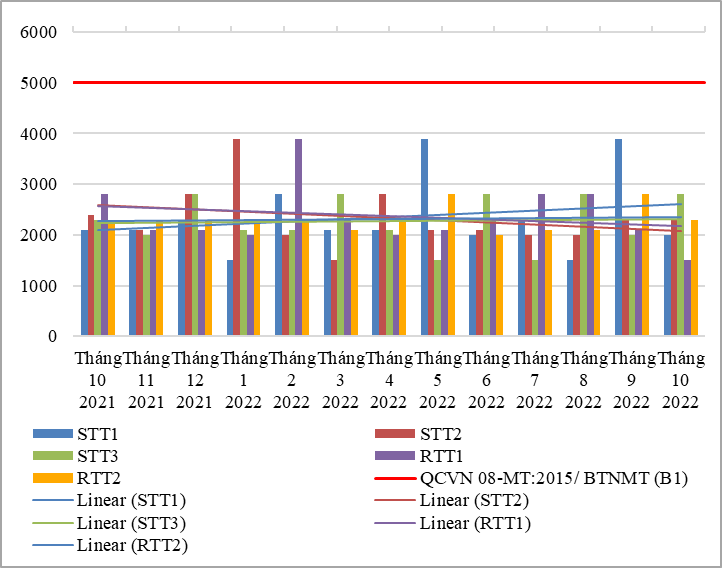 6000
5000
4000
3000
2000
1000
0
Tháng Tháng Tháng Tháng Tháng Tháng Tháng Tháng Tháng Tháng Tháng Tháng Tháng
10 11 12 1 2 3 4 5 6 7 8 9 10
2021 2021 2021 2022 2022 2022 2022 2022 2022 2022 2022 2022 2022
STT1 STT2
STT3 RTT1
RTT2 QCVN 08-MT:2015/ BTNMT (B1)
Linear (STT1) Linear (STT2)
Linear (STT3) Linear (RTT1)
Linear (RTT2)